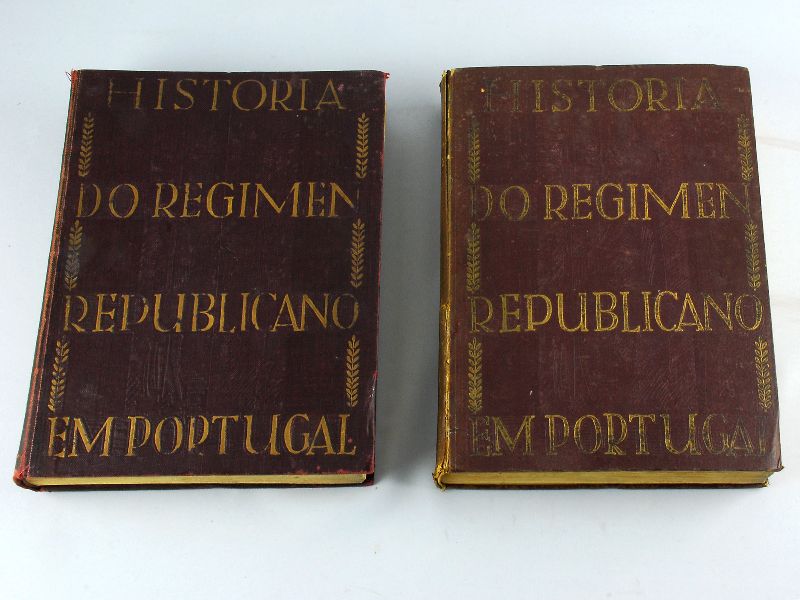 HISTORIA
DO REGIMEN
REPUBLICANO
EM PORTUGAL
HISTORIA
DO REGIMEN
REPUBLICANO
EM PORTUGAL